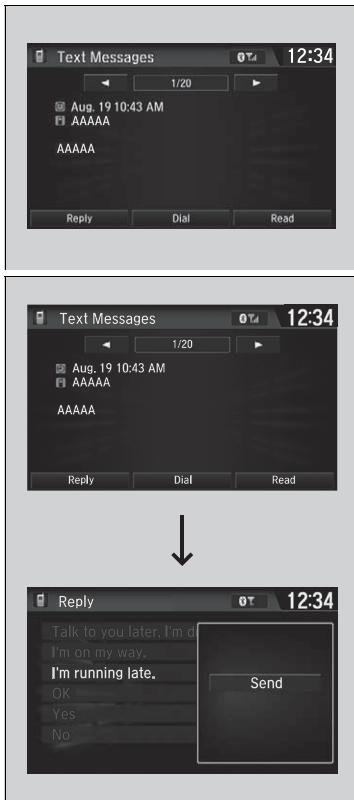 Text Messages 12:34
1/20
Aug. 19 10:43 AM
AAAAA
AAAAA
Reply Dial Read
Text Messages 12:34
1/20
Aug. 19 10:43 AM
AAAAA
AAAAA
Reply Dial Read
Reply 12:34
Talk to you later, I'm
I'm on my way.
I'm running late.
Send
OK
Yes
No